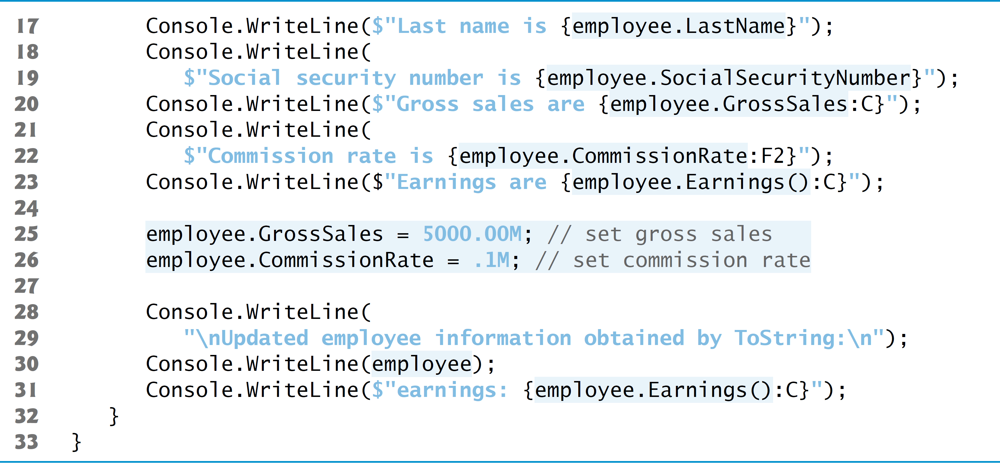 17 Console.WriteLine($"Last name is {employee.LastName}");
18 Console.WriteLine(
19 $"Social security number is {employee.SocialSecurityNumber}");
20 Console.WriteLine($"Gross sales are {employee.GrossSales:C}");
21 Console.WriteLine(
22 $"Commission rate is {employee.CommissionRate:F2}");
23 Console.WriteLine($"Earnings are {employee.Earnings():C}");
24
25 employee.GrossSales = 5000.00M; // set gross sales
26 employee.CommissionRate = .1M; // set commission rate
27
28 Console.WriteLine(
29 "\nUpdated employee information obtained by ToString:\n");
30 Console.WriteLine(employee);
31 Console.WriteLine($"earnings: {employee.Earnings():C}");
32 }
33 }